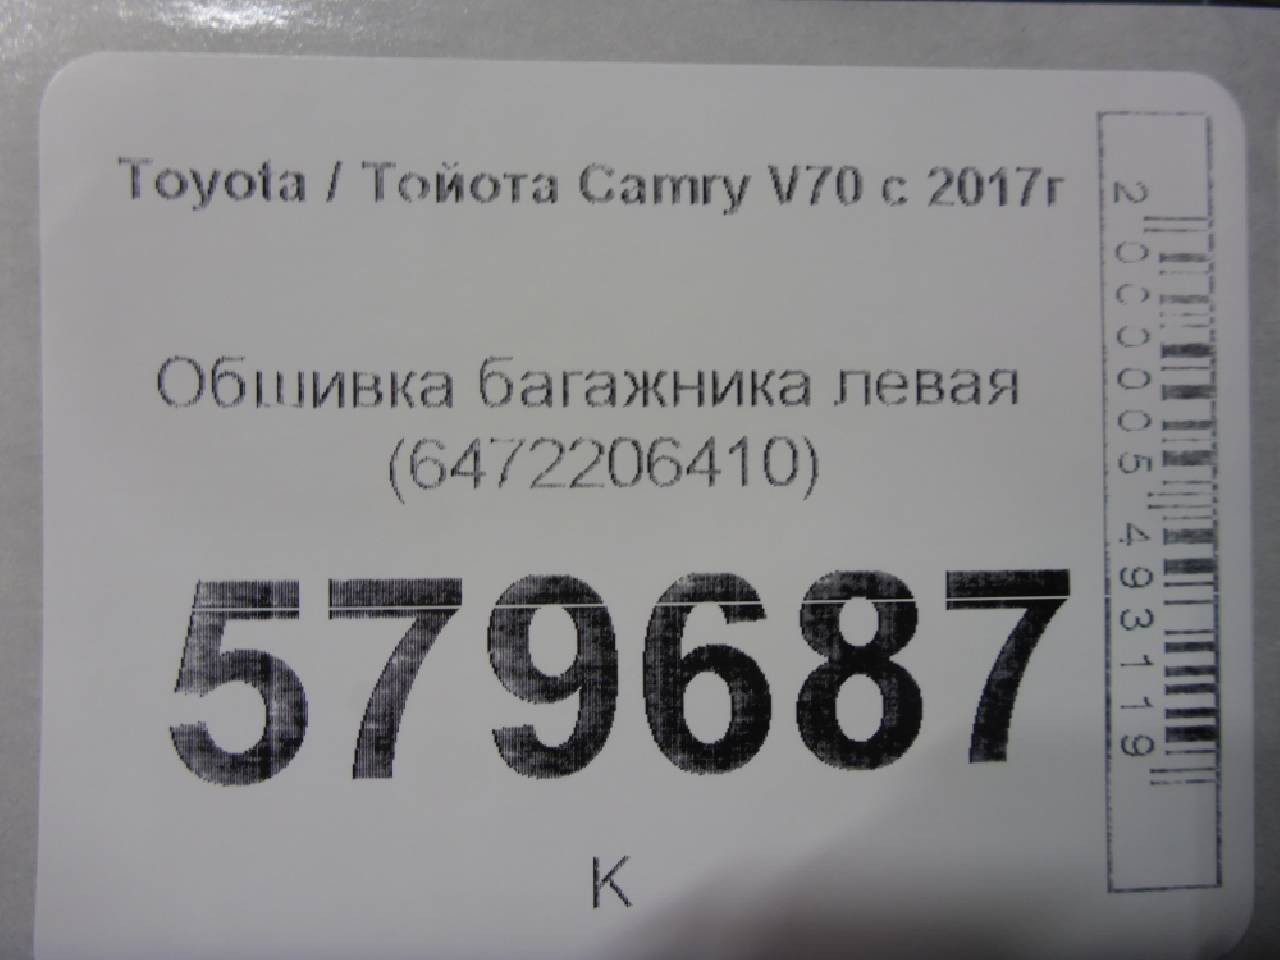 Toyota / Тойота Camry V70 с 2017г
Обшивка багажника левая
(6472206410)
579687
К
2000005493119